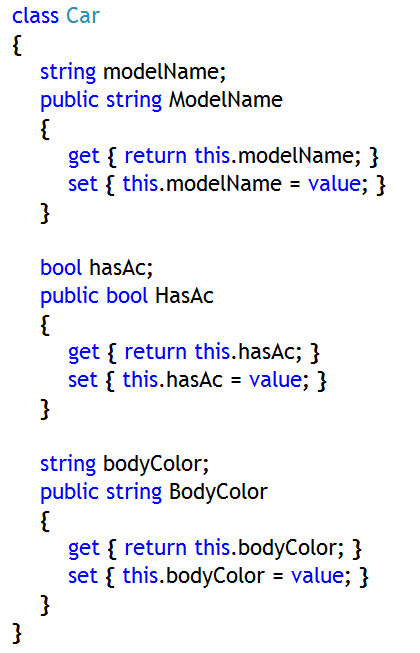 class Car
{
string modelName;
public string ModelName
{
get { return this.modelName; }
set { this.modelName = value; }
}
bool hasAc;
public bool HasAc
{
get { return this.hasAc; }
set { this.hasAc = value; }
}
string bodyColor;
public string BodyColor
{
get { return this.bodyColor; }
set { this.bodyColor = value; }
}
}